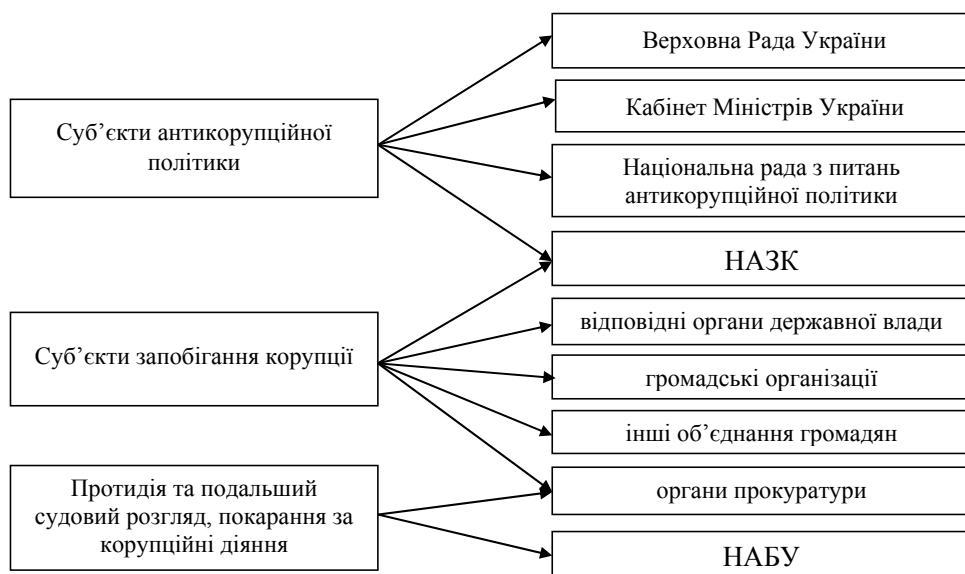 Суб’єкти антикорупційної
політики
Суб’єкти запобігання корупції
Протидія та подальший
судовий розгляд, покарання за
корупційні діяння
Верховна Рада України
Кабінет Міністрів України
Національна рада з питань
антикорупційної політики
НАЗК
відповідні органи державної влади
громадські організації
інші об’єднання громадян
органи прокуратури
НАБУ